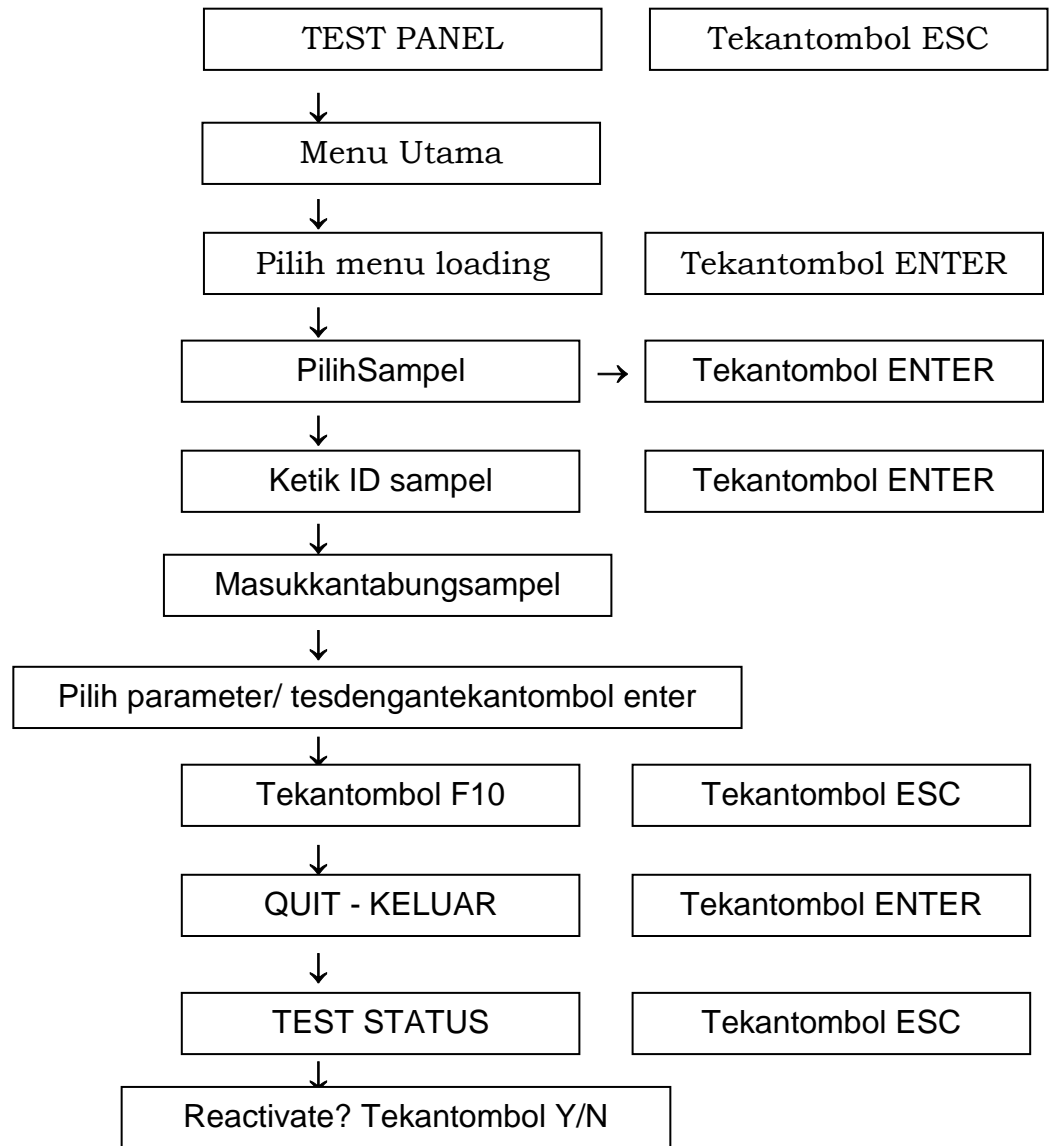 TEST PANEL
Tekantombol ESC
Menu Utama
Pilih menu loading
Tekantombol ENTER
PilihSampel
Tekantombol ENTER
Ketik ID sampel
Tekantombol ENTER
Masukkantabungsampel
Pilih parameter/ tesdengantekantombol enter
Tekantombol F10
Tekantombol ESC
QUIT - KELUAR
Tekantombol ENTER
TEST STATUS
Tekantombol ESC
Reactivate? Tekantombol Y/N